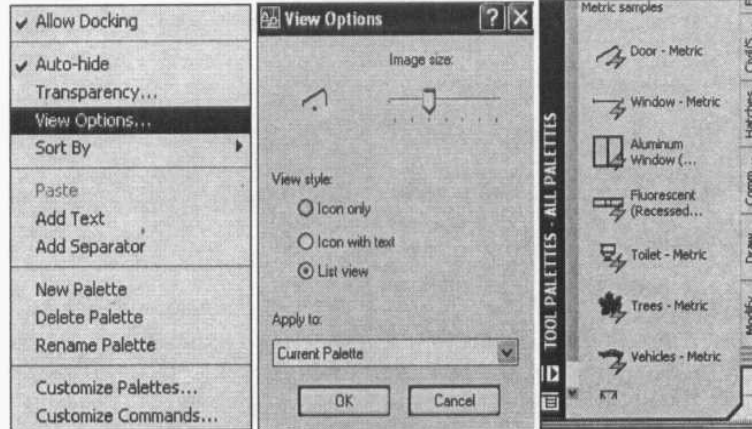 Allow Docking
Auto-hide
Transparency...
View Options...
Sort By
Paste
Add Text
Add Separator
New Palette
Delete Palette
Rename Palette
Customize Palettes...
Customize Commands...
View Options
Image size:
View style:
Icon only
Icon with text
List view
Apply to:
Current Palette
OK
Cancel
TOOL PALETTES - ALL PALETTES
Metric samples
Door - Metric
Window - Metric
Aluminum
Window (...
Fluorescent
(Recessed...
Toilet - Metric
Trees - Metric
Vehicles - Metric
Hatches
Draw